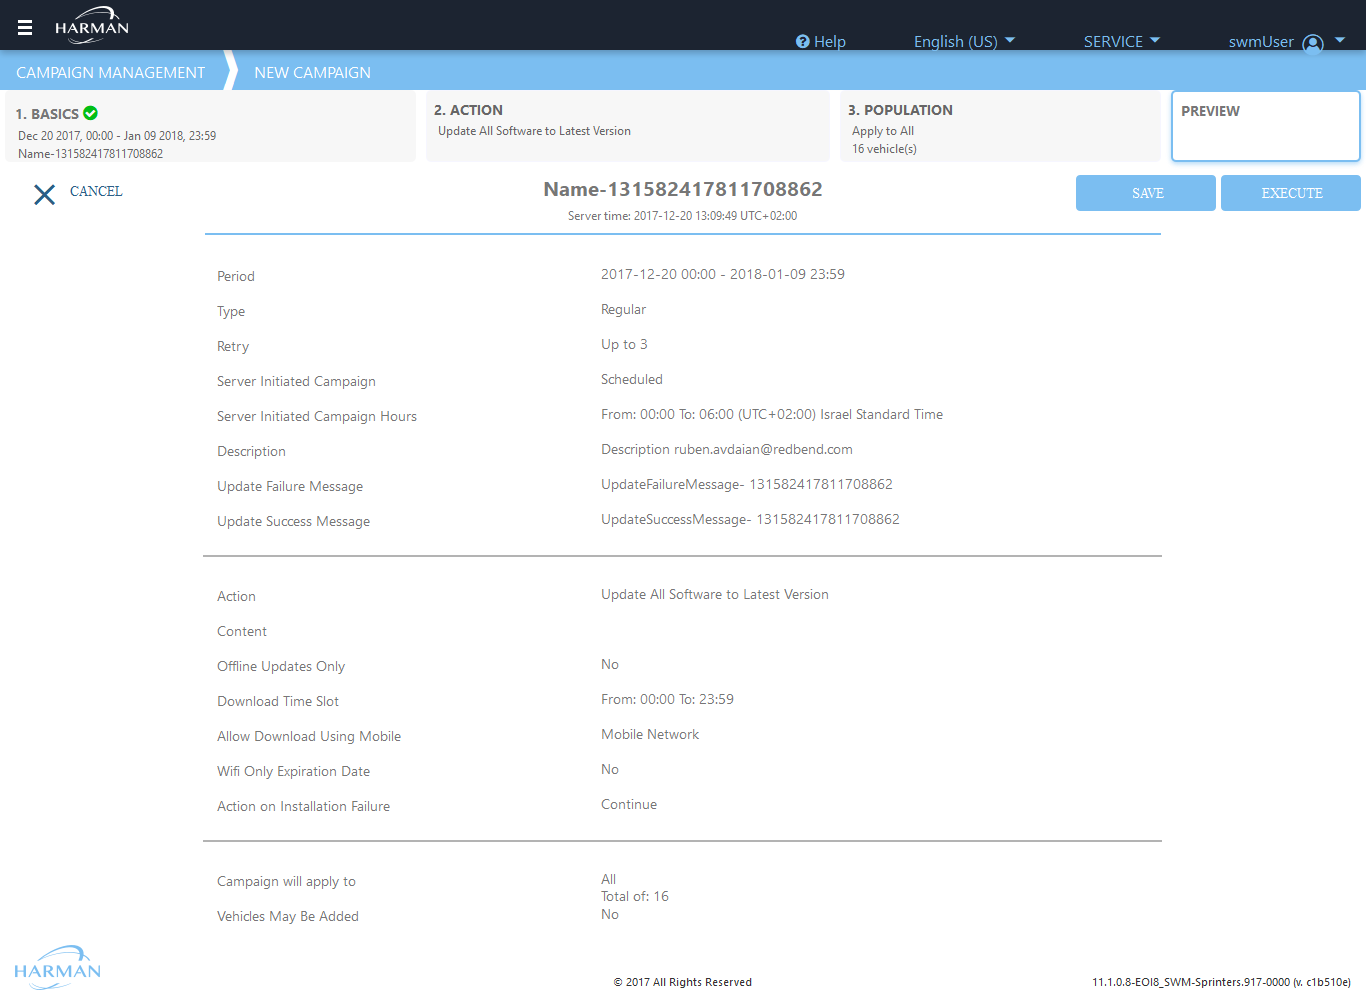 HARMAN
Help
English (US)
SERVICE
swmUser
CAMPAIGN MANAGEMENT
NEW CAMPAIGN
1. BASICS
Dec 20 2017, 00:00 - Jan 09 2018, 23:59
Name-131582417811708862
2. ACTION
Update All Software to Latest Version
3. POPULATION
Apply to All
16 vehicle(s)
PREVIEW
CANCEL
Name-131582417811708862
Server time: 2017-12-20 13:09:49 UTC+02:00
SAVE
EXECUTE
Period 2017-12-20 00:00 - 2018-01-09 23:59
Type Regular
Retry Up to 3
Server Initiated Campaign Scheduled
Server Initiated Campaign Hours From: 00:00 To: 06:00 (UTC+02:00) Israel Standard Time
Description Description ruben.avdaian@redbend.com
Update Failure Message UpdateFailureMessage- 131582417811708862
Update Success Message UpdateSuccessMessage- 131582417811708862
Action Update All Software to Latest Version
Content
Offline Updates Only No
Download Time Slot From: 00:00 To: 23:59
Allow Download Using Mobile Mobile Network
Wifi Only Expiration Date No
Action on Installation Failure Continue
Campaign will apply to All
Total of: 16
Vehicles May Be Added No
HARMAN
© 2017 All Rights Reserved
11.1.0.8-EOI8_SWM-Sprinters.917-0000 (v. c1b510e)